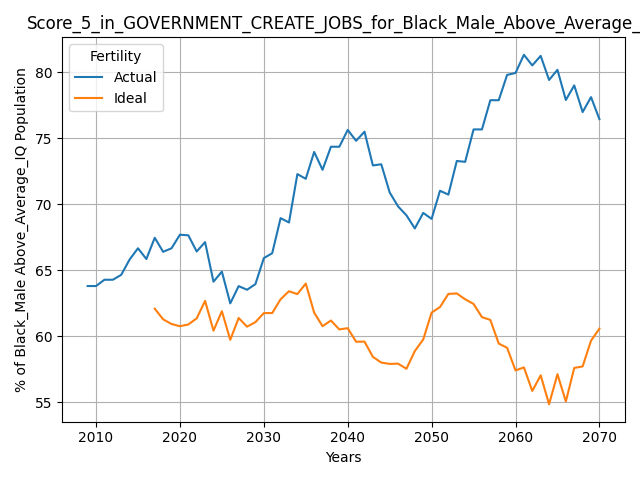 Score_5_in_GOVERNMENT_CREATE_JOBS_for_Black_Male_Above_Average_
Fertility
Actual
Ideal
% of Black_Male Above_Average_IQ Population
80
75
70
65
60
55
2010 2020 2030 2040 2050 2060 2070
Years